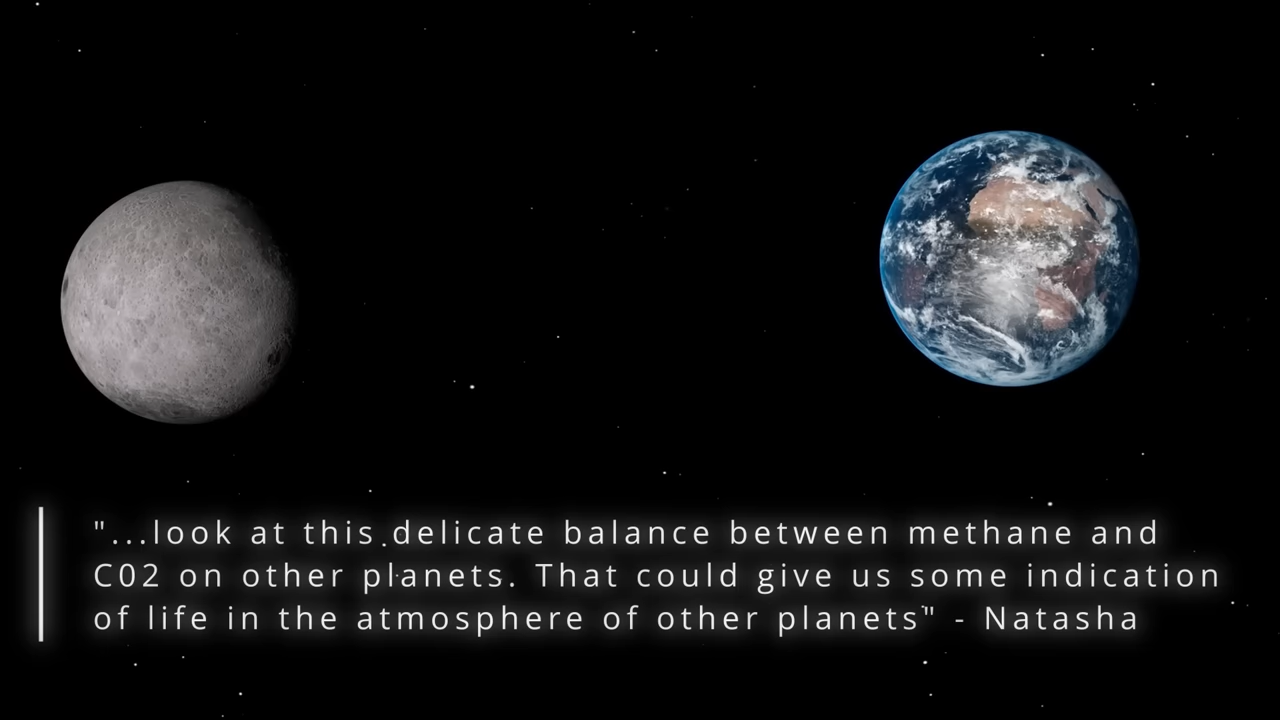 "...look at this delicate balance between methane and
C02 on other planets. That could give us some indication
of life in the atmosphere of other planets" - Natasha